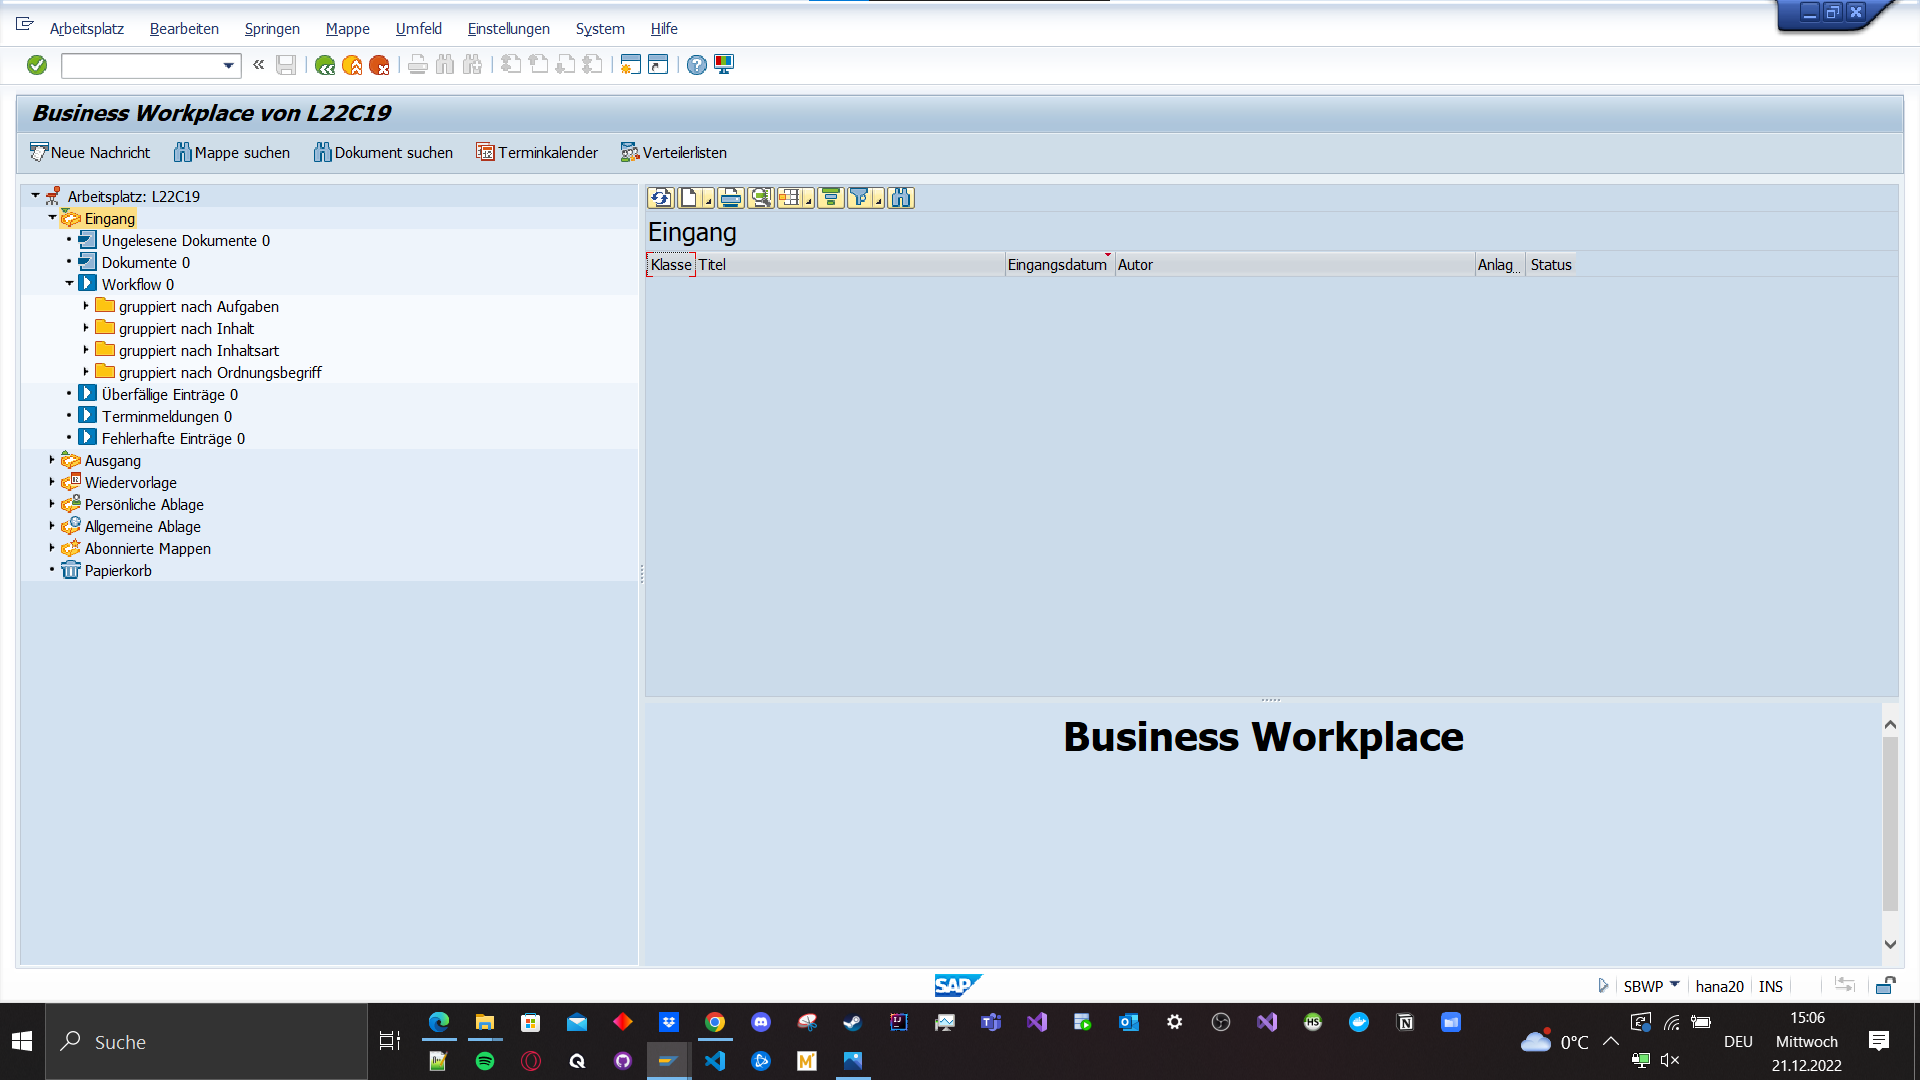 Arbeitsplatz Bearbeiten Springen Mappe Umfeld Einstellungen System Hilfe
Business Workplace von L22C19
Neue Nachricht Mappe suchen Dokument suchen Terminkalender Verteilerlisten
Arbeitsplatz: L22C19
Eingang
Ungelesene Dokumente 0
Dokumente 0
Workflow 0
gruppiert nach Aufgaben
gruppiert nach Inhalt
gruppiert nach Inhaltsart
gruppiert nach Ordnungsbegriff
Überfällige Einträge 0
Terminmeldungen 0
Fehlerhafte Einträge 0
Ausgang
Wiedervorlage
Persönliche Ablage
Allgemeine Ablage
Abonnierte Mappen
Papierkorb
Eingang
Klasse Titel Eingangsdatum Autor Anlag... Status
Business Workplace
SAP
SBWP hana20 INS
Suche
0°C
DEU
15:06
Mittwoch
21.12.2022